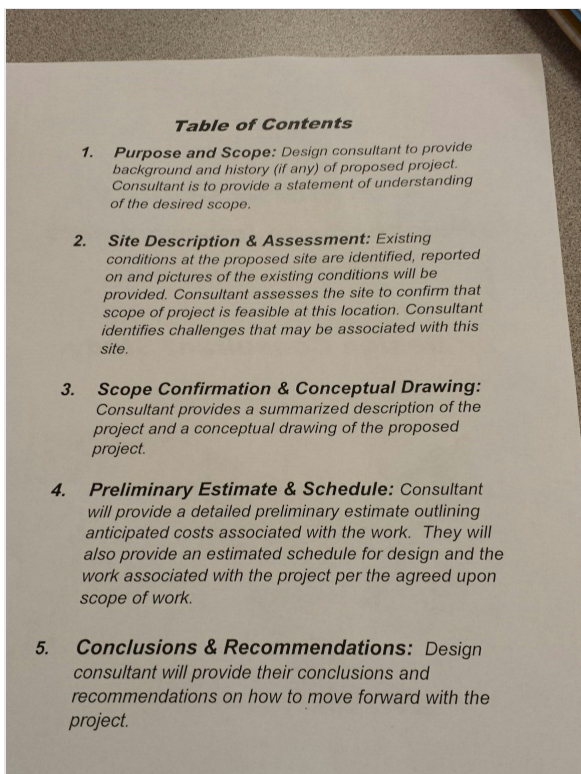 Table of Contents
1. Purpose and Scope: Design consultant to provide
background and history (if any) of proposed project.
Consultant is to provide a statement of understanding
of the desired scope.
2. Site Description & Assessment: Existing
conditions at the proposed site are identified, reported
on and pictures of the existing conditions will be
provided. Consultant assesses the site to confirm that
scope of project is feasible at this location. Consultant
identifies challenges that may be associated with this
site.
3. Scope Confirmation & Conceptual Drawing:
Consultant provides a summarized description of the
project and a conceptual drawing of the proposed
project.
4. Preliminary Estimate & Schedule: Consultant
will provide a detailed preliminary estimate outlining
anticipated costs associated with the work. They will
also provide an estimated schedule for design and the
work associated with the project per the agreed upon
scope of work.
5. Conclusions & Recommendations: Design
consultant will provide their conclusions and
recommendations on how to move forward with the
project.